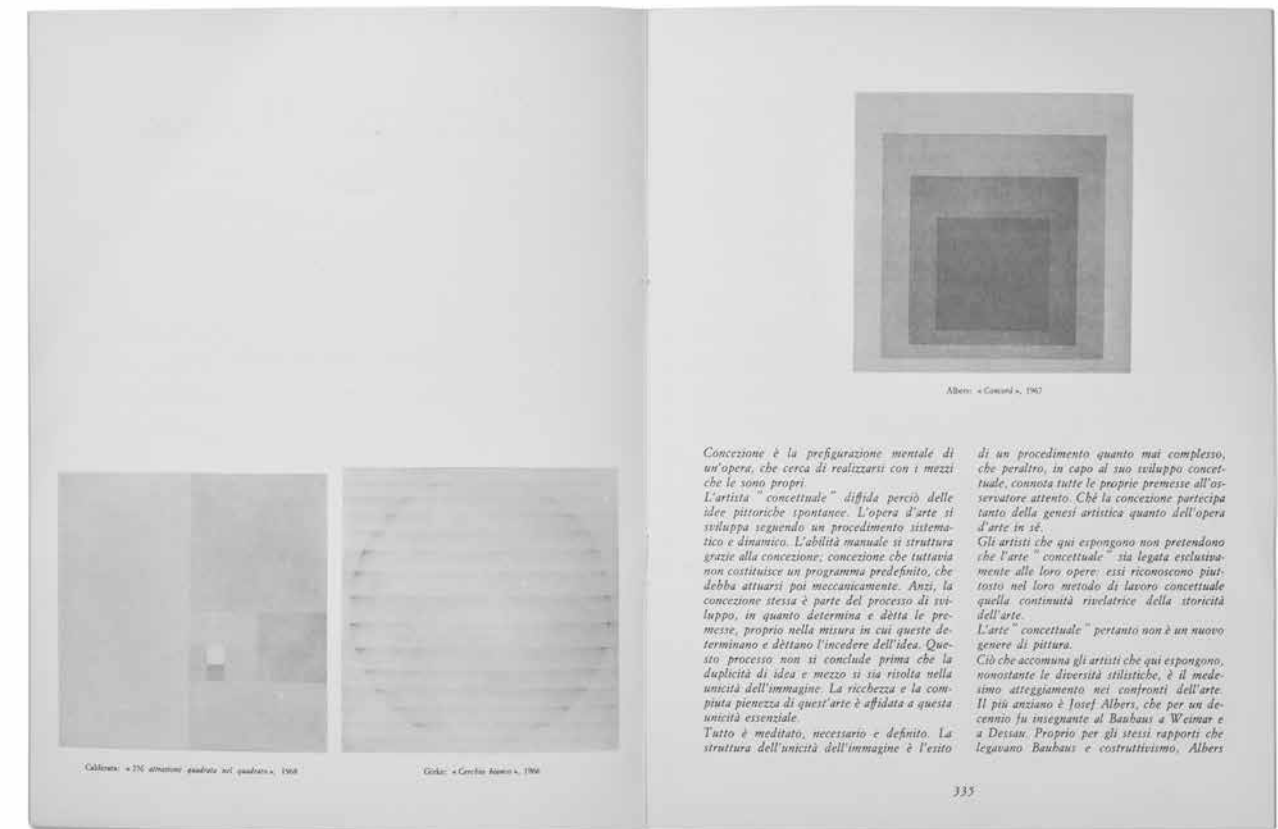 Calderara: « 276 attrazione quadrata nel quadrato », 1968
Girke: « Cerchio bianco », 1966
Albers: « Concord », 1967
Concezione è la prefigurazione mentale di
un'opera, che cerca di realizzarsi con i mezzi
che le sono propri.
L'artista "concettuale" diffida perciò delle
idee pittoriche spontanee. L'opera d'arte si
sviluppa seguendo un procedimento sistema-
tico e dinamico. L'abilità manuale si struttura
grazie alla concezione; concezione che tuttavia
non costituisce un programma predefinito, che
debba attuarsi poi meccanicamente. Anzi, la
concezione stessa è parte del processo di svi-
luppo, in quanto determina e dètta le pre-
messe, proprio nella misura in cui queste de-
terminano e dèttano l'incedere dell'idea. Que-
sto processo non si conclude prima che la
duplicità di idea e mezzo si sia risolta nella
unicità dell'immagine. La ricchezza e la com-
piuta pienezza di quest'arte è affidata a questa
unicità essenziale.
Tutto è meditato, necessario e definito. La
struttura dell'unicità dell'immagine è l'esito
di un procedimento quanto mai complesso,
che peraltro, in capo al suo sviluppo concet-
tuale, connota tutte le proprie premesse all'os-
servatore attento. Ché la concezione partecipa
tanto della genesi artistica quanto dell'opera
d'arte in sé.
Gli artisti che qui espongono non pretendono
che l'arte "concettuale" sia legata esclusiva-
mente alle loro opere: essi riconoscono piut-
tosto nel loro metodo di lavoro concettuale
quella continuità rivelatrice della storicità
dell'arte.
L'arte "concettuale" pertanto non è un nuovo
genere di pittura.
Ciò che accomuna gli artisti che qui espongono,
nonostante le diversità stilistiche, è il mede-
simo atteggiamento nei confronti dell'arte.
Il più anziano è Josef Albers, che per un de-
cennio fu insegnante al Bauhaus a Weimar e
a Dessau. Proprio per gli stessi rapporti che
legavano Bauhaus e costruttivismo, Albers
335